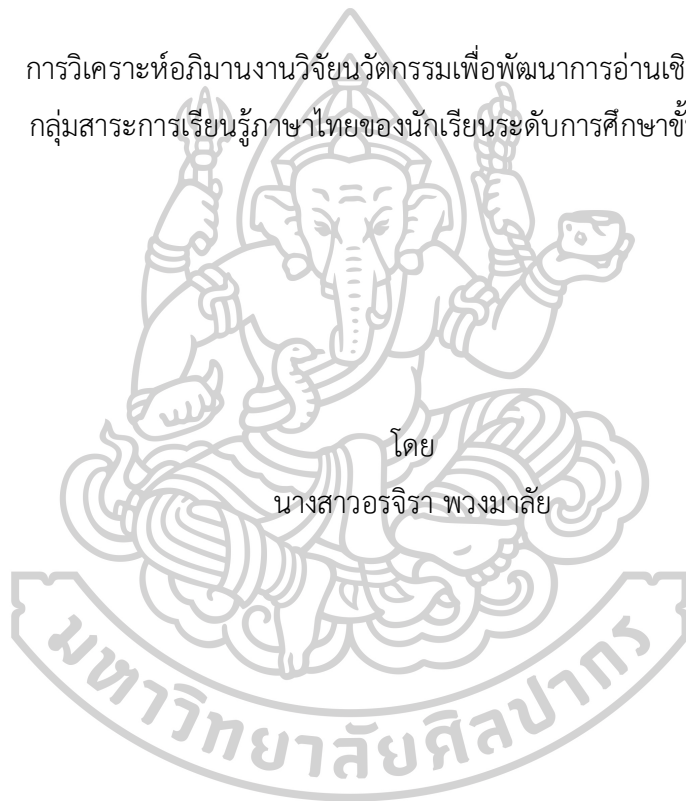 การวิเคราะห์อภิมานงานวิจัยนวัตกรรมเพื่อพัฒนาการอ่านเชิ
กลุ่มสาระการเรียนรู้ภาษาไทยของนักเรียนระดับการศึกษาขั้
โดย
นางสาวอรจิรา พวงมาลัย
มหาวิทยาลัยศิลปากร